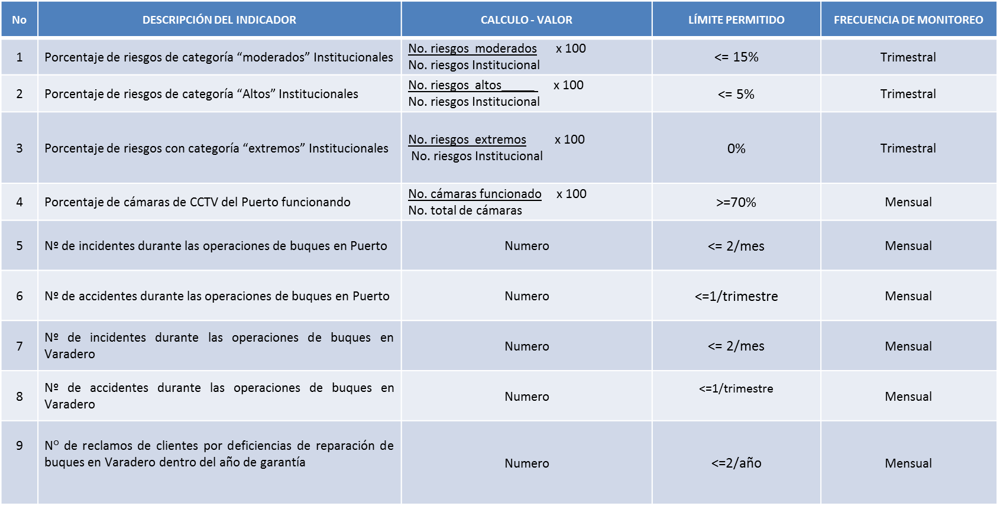 No DESCRIPCIÓN DEL INDICADOR CALCULO - VALOR LÍMITE PERMITIDO FRECUENCIA DE MONITOREO
1 Porcentaje de riesgos de categoría “moderados” Institucionales No. riesgos moderados x 100 <= 15% Trimestral
No. riesgos Institucional
2 Porcentaje de riesgos de categoría “Altos” Institucionales No. riesgos altos_____ x 100 <= 5% Trimestral
No. riesgos Institucional
3 Porcentaje de riesgos con categoría “extremos” Institucionales No. riesgos extremos x 100 0% Trimestral
No. riesgos Institucional
4 Porcentaje de cámaras de CCTV del Puerto funcionando No. cámaras funcionado x 100 >=70% Mensual
No. total de cámaras
5 Nº de incidentes durante las operaciones de buques en Puerto Numero <= 2/mes Mensual
6 Nº de accidentes durante las operaciones de buques en Puerto Numero <=1/trimestre Mensual
7 Nº de incidentes durante las operaciones de buques en
Varadero Numero <= 2/mes Mensual
8 Nº de accidentes durante las operaciones de buques en
Varadero Numero <=1/trimestre Mensual
9 N° de reclamos de clientes por deficiencias de reparación de
buques en Varadero dentro del año de garantía Numero <=2/año Mensual